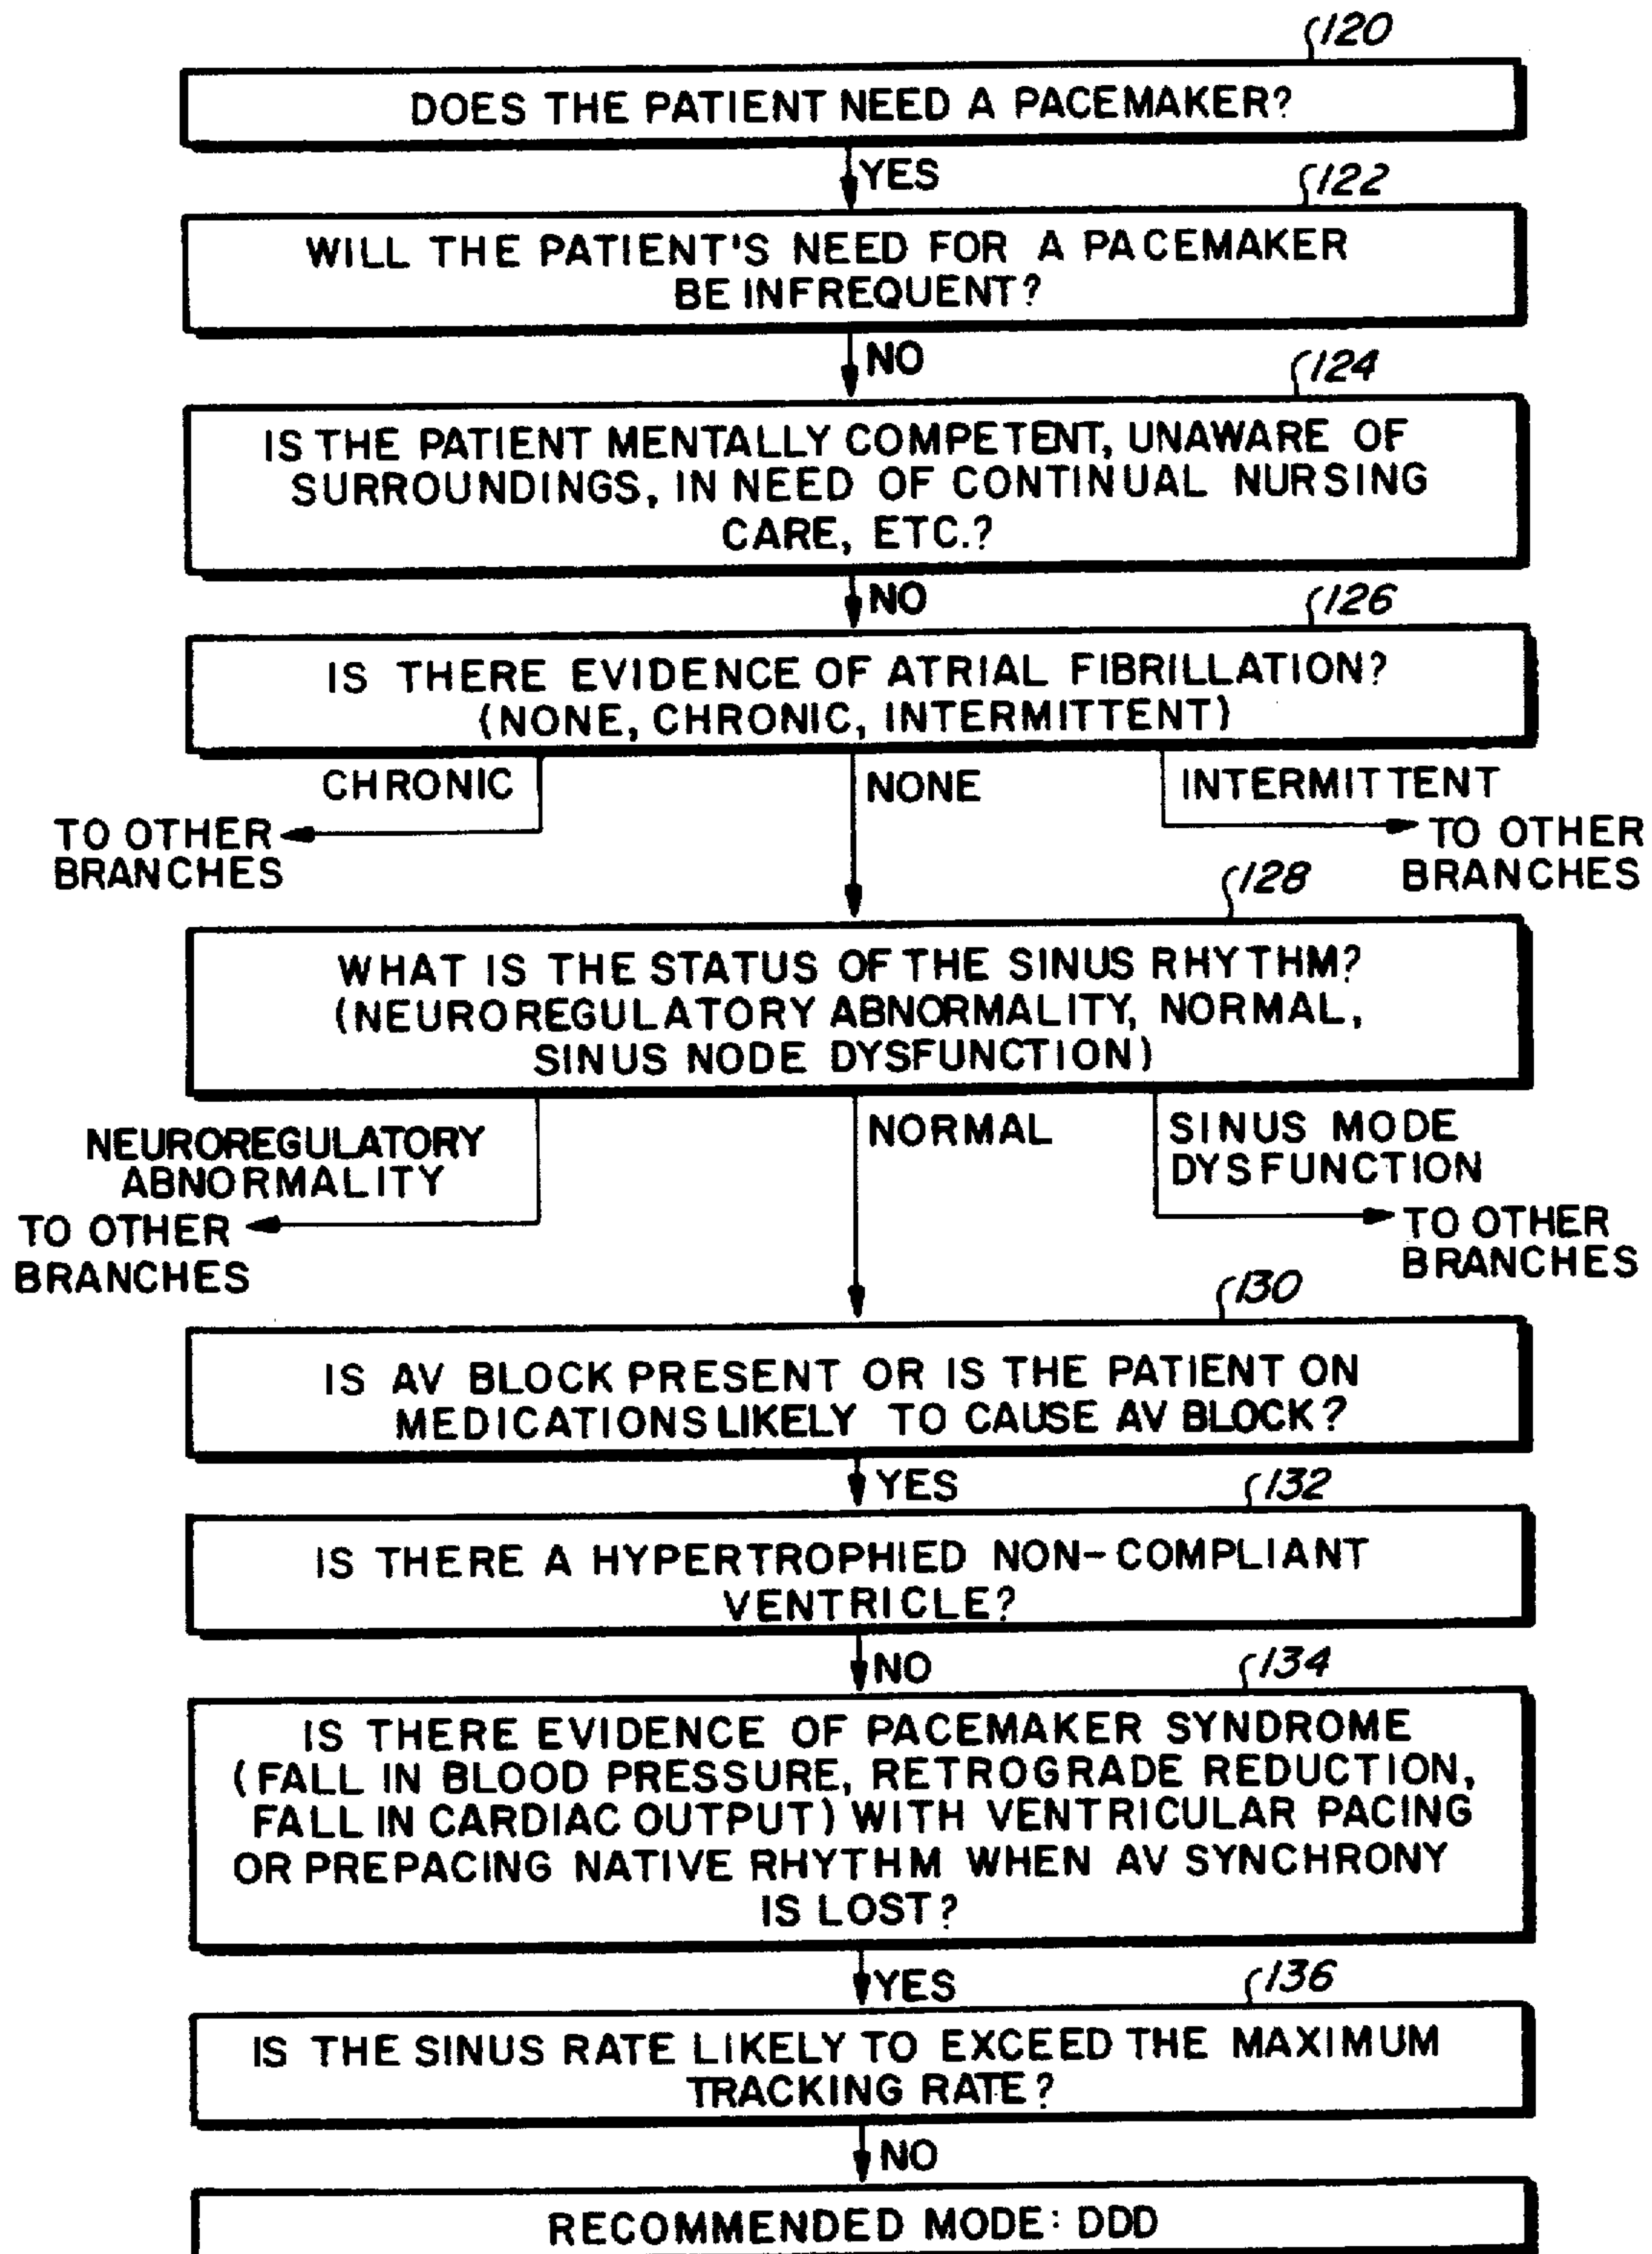 120
DOES THE PATIENT NEED A PACEMAKER?
YES
122
WILL THE PATIENT'S NEED FOR A PACEMAKER
BE INFREQUENT?
NO
124
IS THE PATIENT MENTALLY COMPETENT, UNAWARE OF
SURROUNDINGS, IN NEED OF CONTINUAL NURSING
CARE, ETC.?
NO
126
IS THERE EVIDENCE OF ATRIAL FIBRILLATION?
(NONE, CHRONIC, INTERMITTENT)
CHRONIC
NONE
INTERMITTENT
TO OTHER
BRANCHES
TO OTHER
BRANCHES
128
WHAT IS THE STATUS OF THE SINUS RHYTHM?
(NEUROREGULATORY ABNORMALITY, NORMAL,
SINUS NODE DYSFUNCTION)
NEUROREGULATORY
ABNORMALITY
NORMAL
SINUS MODE
DYSFUNCTION
TO OTHER
BRANCHES
TO OTHER
BRANCHES
130
IS AV BLOCK PRESENT OR IS THE PATIENT ON
MEDICATIONS LIKELY TO CAUSE AV BLOCK?
YES
132
IS THERE A HYPERTROPHIED NON-COMPLIANT
VENTRICLE?
NO
134
IS THERE EVIDENCE OF PACEMAKER SYNDROME
(FALL IN BLOOD PRESSURE, RETROGRADE REDUCTION,
FALL IN CARDIAC OUTPUT) WITH VENTRICULAR PACING
OR PREPACING NATIVE RHYTHM WHEN AV SYNCHRONY
IS LOST?
YES
136
IS THE SINUS RATE LIKELY TO EXCEED THE MAXIMUM
TRACKING RATE?
NO
RECOMMENDED MODE: DDD